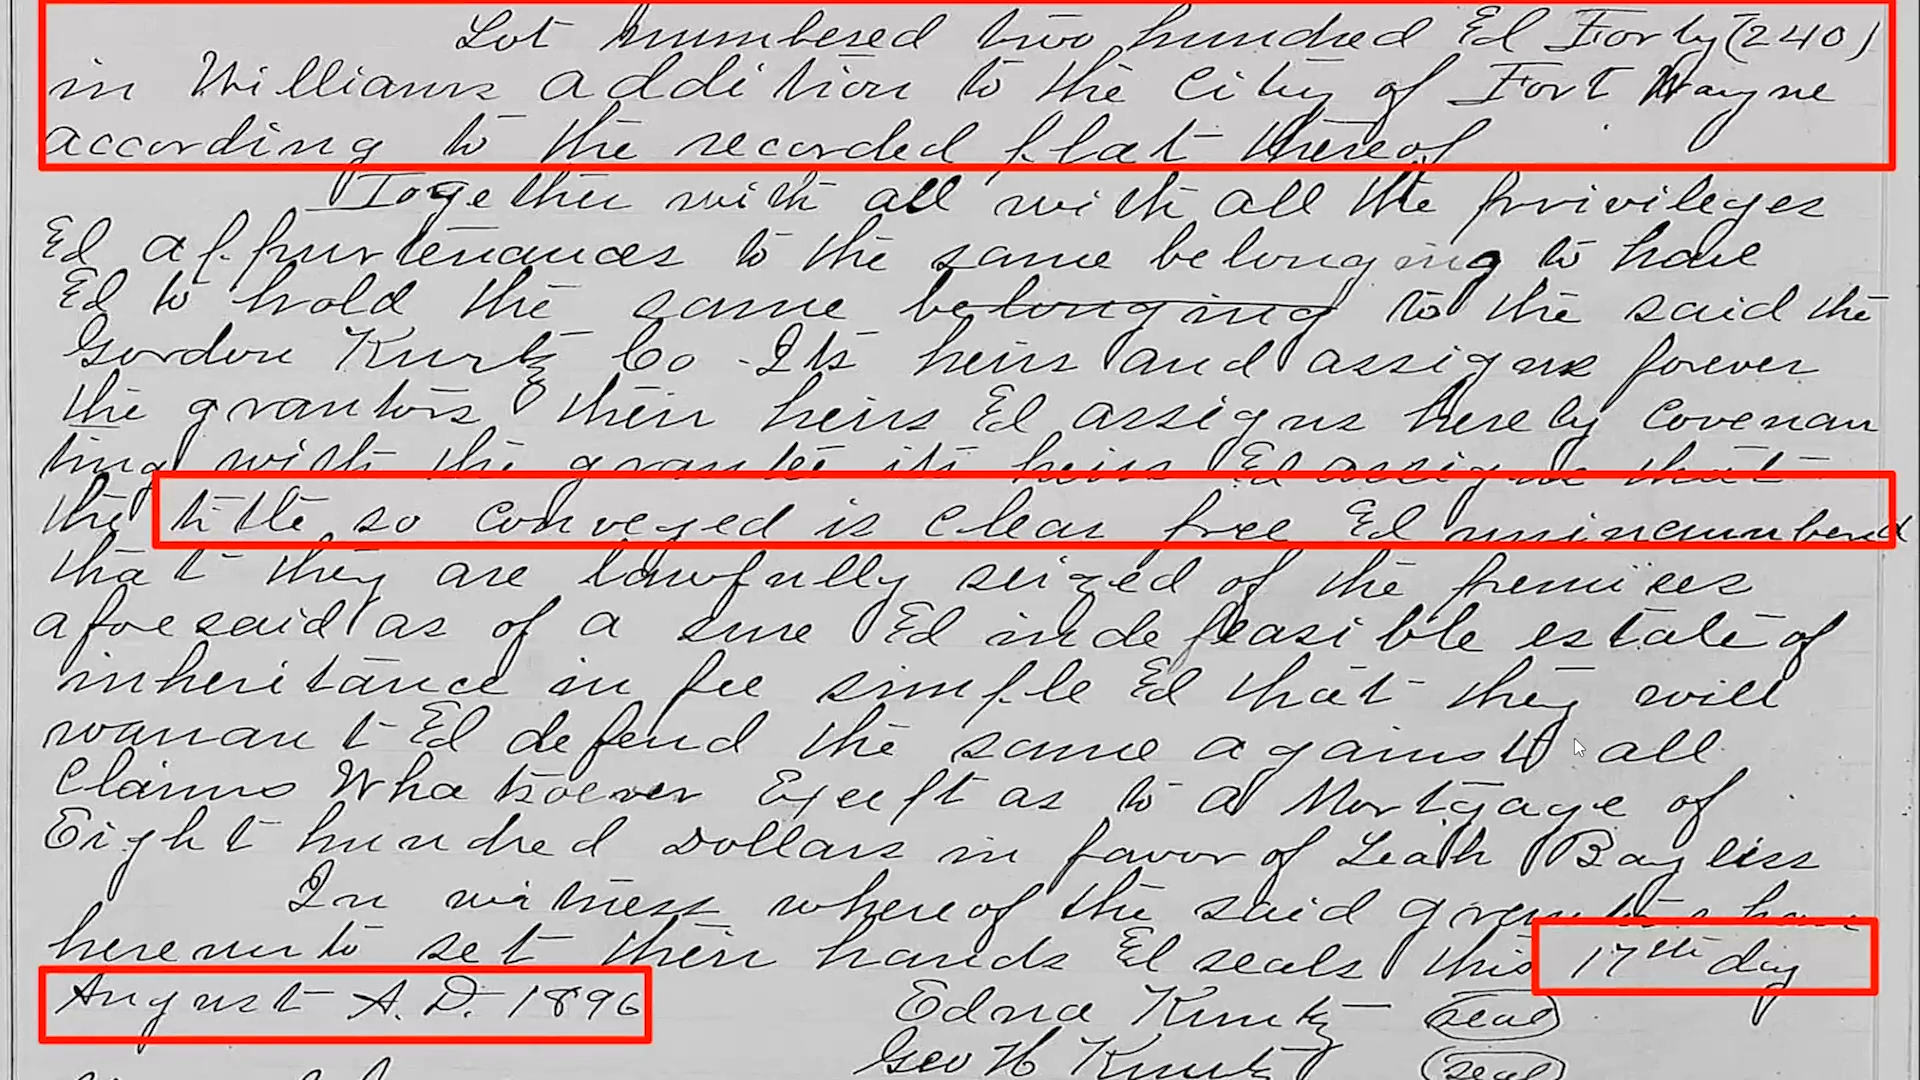 Lot numbered two hundred Ed Forty (240)
in Williams addition to the City of Fort Wayne
according to the recorded plat thereof
Together with all with all the privileges
Ed appurtenances to the same belonging to have
Ed to hold the same belonging to the said the
Gordon Kurtz Co Its heirs and assigns forever
the grantors their heirs Ed assigns hereby Covenan
ting with the grantee its heirs Ed assigns that
the title so conveyed is clear free Ed unincumbered
that they are lawfully seized of the premises
aforesaid as of a sure Ed indefeasible estate of
inheritance in fee simple Ed that they will
warrant Ed defend the same against all
Claims Whatsoever Except as to a Mortgage of
Eight hundred Dollars in favor of Leah Bayliss
In witness whereof the said grantors have
hereunto set their hands Ed seals this 17th day
August A.D. 1896 Edna Kurtz (seal)
Geo H Kurtz (seal)